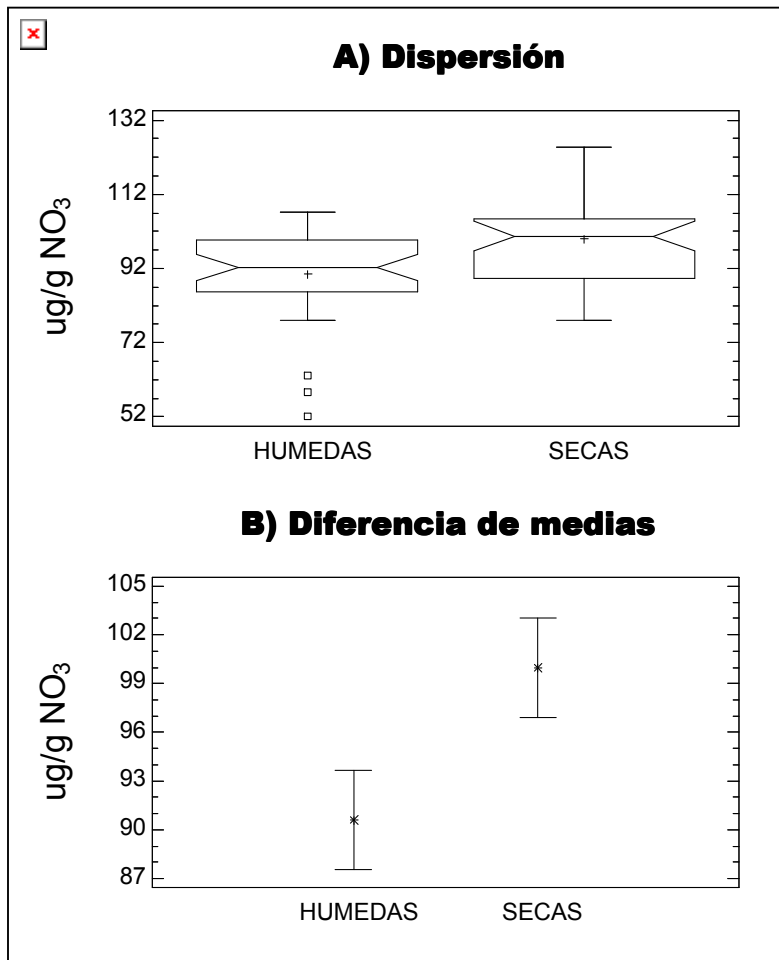 A) Dispersión
132
112
92
72
52
ug/g NO₃
HUMEDAS SECAS
B) Diferencia de medias
105
102
99
96
93
90
87
ug/g NO₃
HUMEDAS SECAS